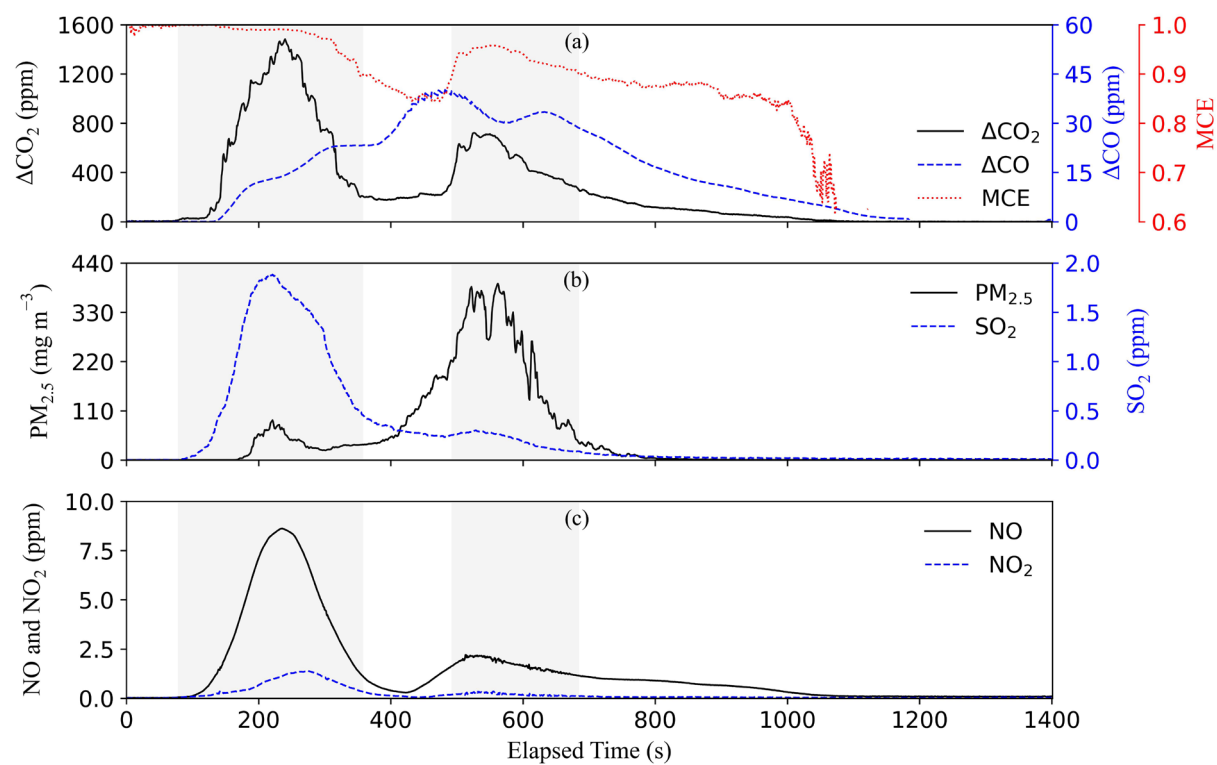 (a)
1600
1200
800
400
0
ΔCO₂ (ppm)
60
45
30
15
0
ΔCO (ppm)
1.0
0.9
0.8
0.7
0.6
MCE
ΔCO₂
ΔCO
MCE
(b)
440
330
220
110
0
PM₂.₅ (mg m⁻³)
2.0
1.5
1.0
0.5
0.0
SO₂ (ppm)
PM₂.₅
SO₂
(c)
10.0
7.5
5.0
2.5
0.0
NO and NO₂ (ppm)
NO
NO₂
0 200 400 600 800 1000 1200 1400
Elapsed Time (s)